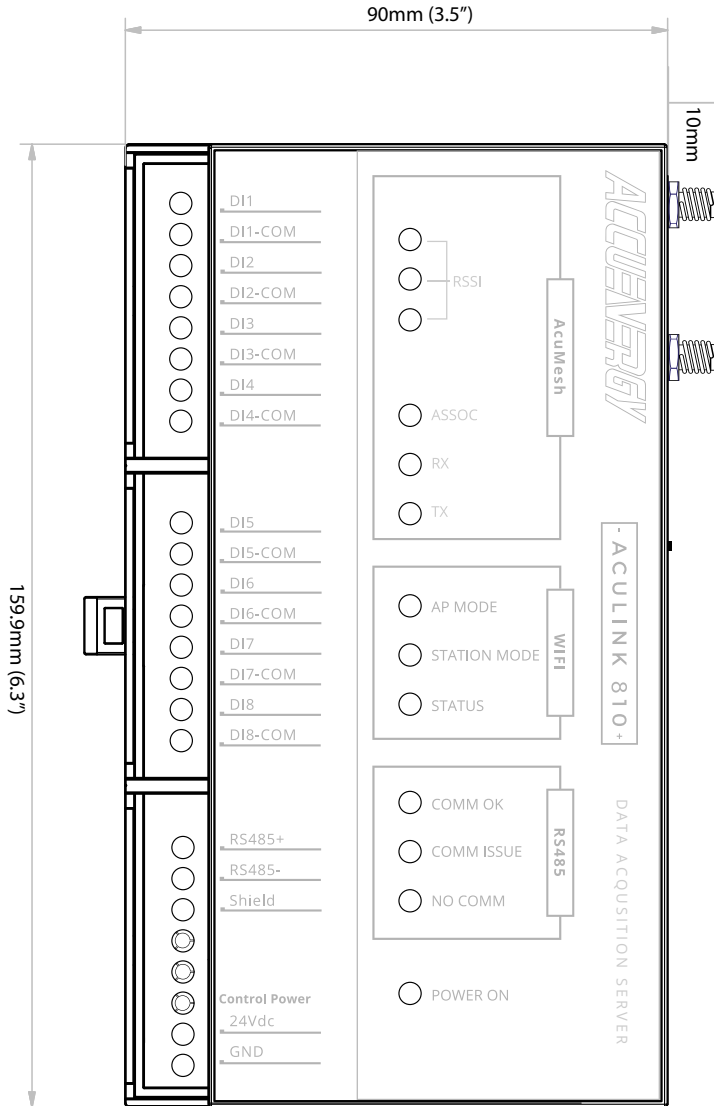 90mm (3.5”)
10mm
159.9mm (6.3”)
DI1
DI1-COM
DI2
DI2-COM
DI3
DI3-COM
DI4
DI4-COM
DI5
DI5-COM
DI6
DI6-COM
DI7
DI7-COM
DI8
DI8-COM
RS485+
RS485-
Shield
Control Power
24Vdc
GND
RSSI
ASSOC
RX
TX
AcuMesh
AP MODE
STATION MODE
STATUS
WIFI
COMM OK
COMM ISSUE
NO COMM
RS485
POWER ON
ACCUENERGY
- ACULINK 810+
DATA ACQUSITION SERVER